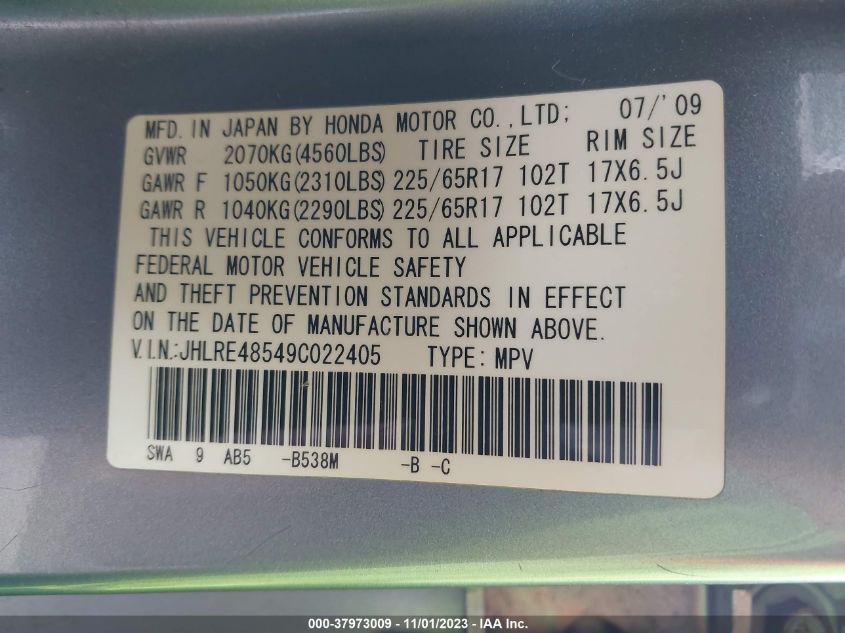 MFD. IN JAPAN BY HONDA MOTOR CO.,LTD; 07/'09
GVWR 2070KG(4560LBS) TIRE SIZE RIM SIZE
GAWR F 1050KG(2310LBS) 225/65R17 102T 17X6.5J
GAWR R 1040KG(2290LBS) 225/65R17 102T 17X6.5J
THIS VEHICLE CONFORMS TO ALL APPLICABLE
FEDERAL MOTOR VEHICLE SAFETY
AND THEFT PREVENTION STANDARDS IN EFFECT
ON THE DATE OF MANUFACTURE SHOWN ABOVE.
V.I.N.:JHLRE48549C022405 TYPE: MPV
SWA 9 AB5 -B538M -B -C
000-37973009 - 11/01/2023 - IAA Inc.